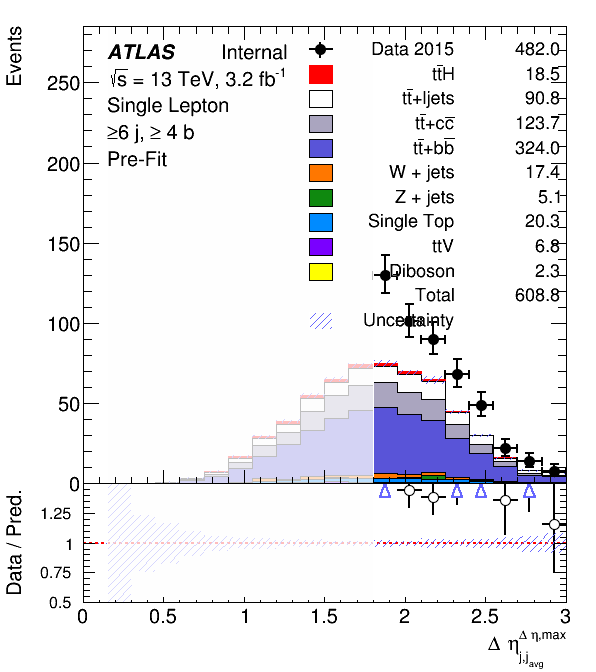 Events
ATLAS Internal
√s = 13 TeV, 3.2 fb⁻¹
Single Lepton
≥6 j, ≥ 4 b
Pre-Fit
Data 2015 482.0
tt̄H 18.5
tt̄+ljets 90.8
tt̄+cc̄ 123.7
tt̄+bb̄ 324.0
W + jets 17.4
Z + jets 5.1
Single Top 20.3
ttV 6.8
Diboson 2.3
Total 608.8
Uncertainty
250
200
150
100
50
0
Data / Pred.
1.25
1
0.75
0.5
0 0.5 1 1.5 2 2.5 3
Δ η j,j_avg ^Δ η,max